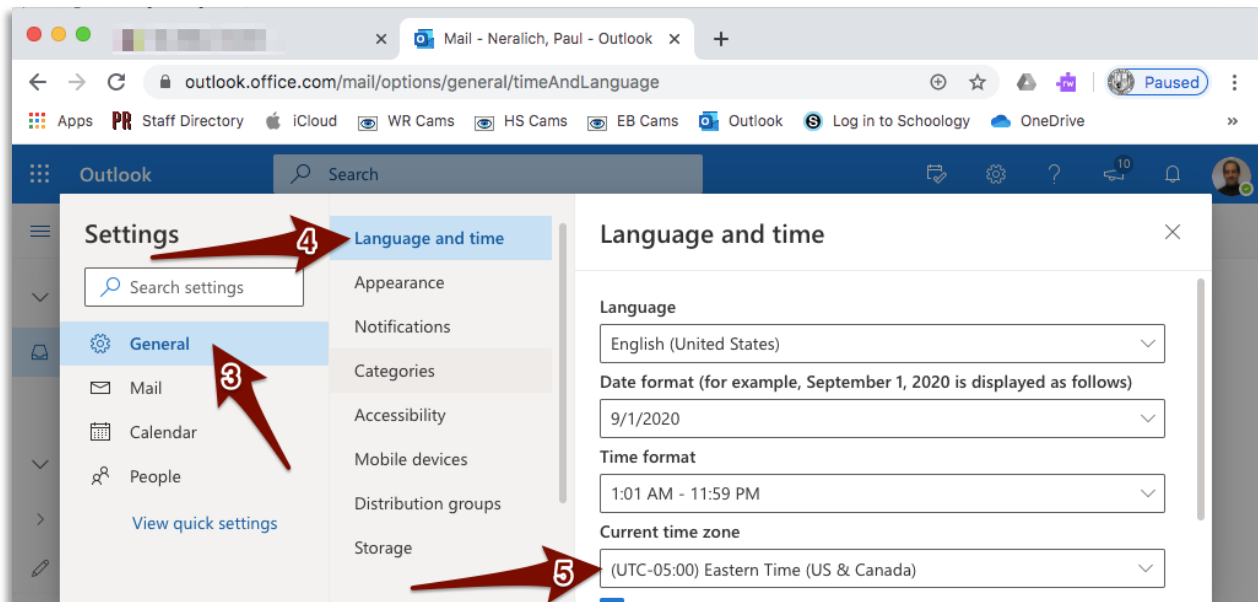 Mail - Neralich, Paul - Outlook
outlook.office.com/mail/options/general/timeAndLanguage
Paused
Apps PR Staff Directory iCloud WR Cams HS Cams EB Cams Outlook S Log in to Schoology OneDrive
Outlook
Search
10
Settings
Search settings
General
Mail
Calendar
People
View quick settings
3
4
Language and time
Appearance
Notifications
Categories
Accessibility
Mobile devices
Distribution groups
Storage
Language and time
Language
English (United States)
Date format (for example, September 1, 2020 is displayed as follows)
9/1/2020
Time format
1:01 AM - 11:59 PM
Current time zone
5
(UTC-05:00) Eastern Time (US & Canada)